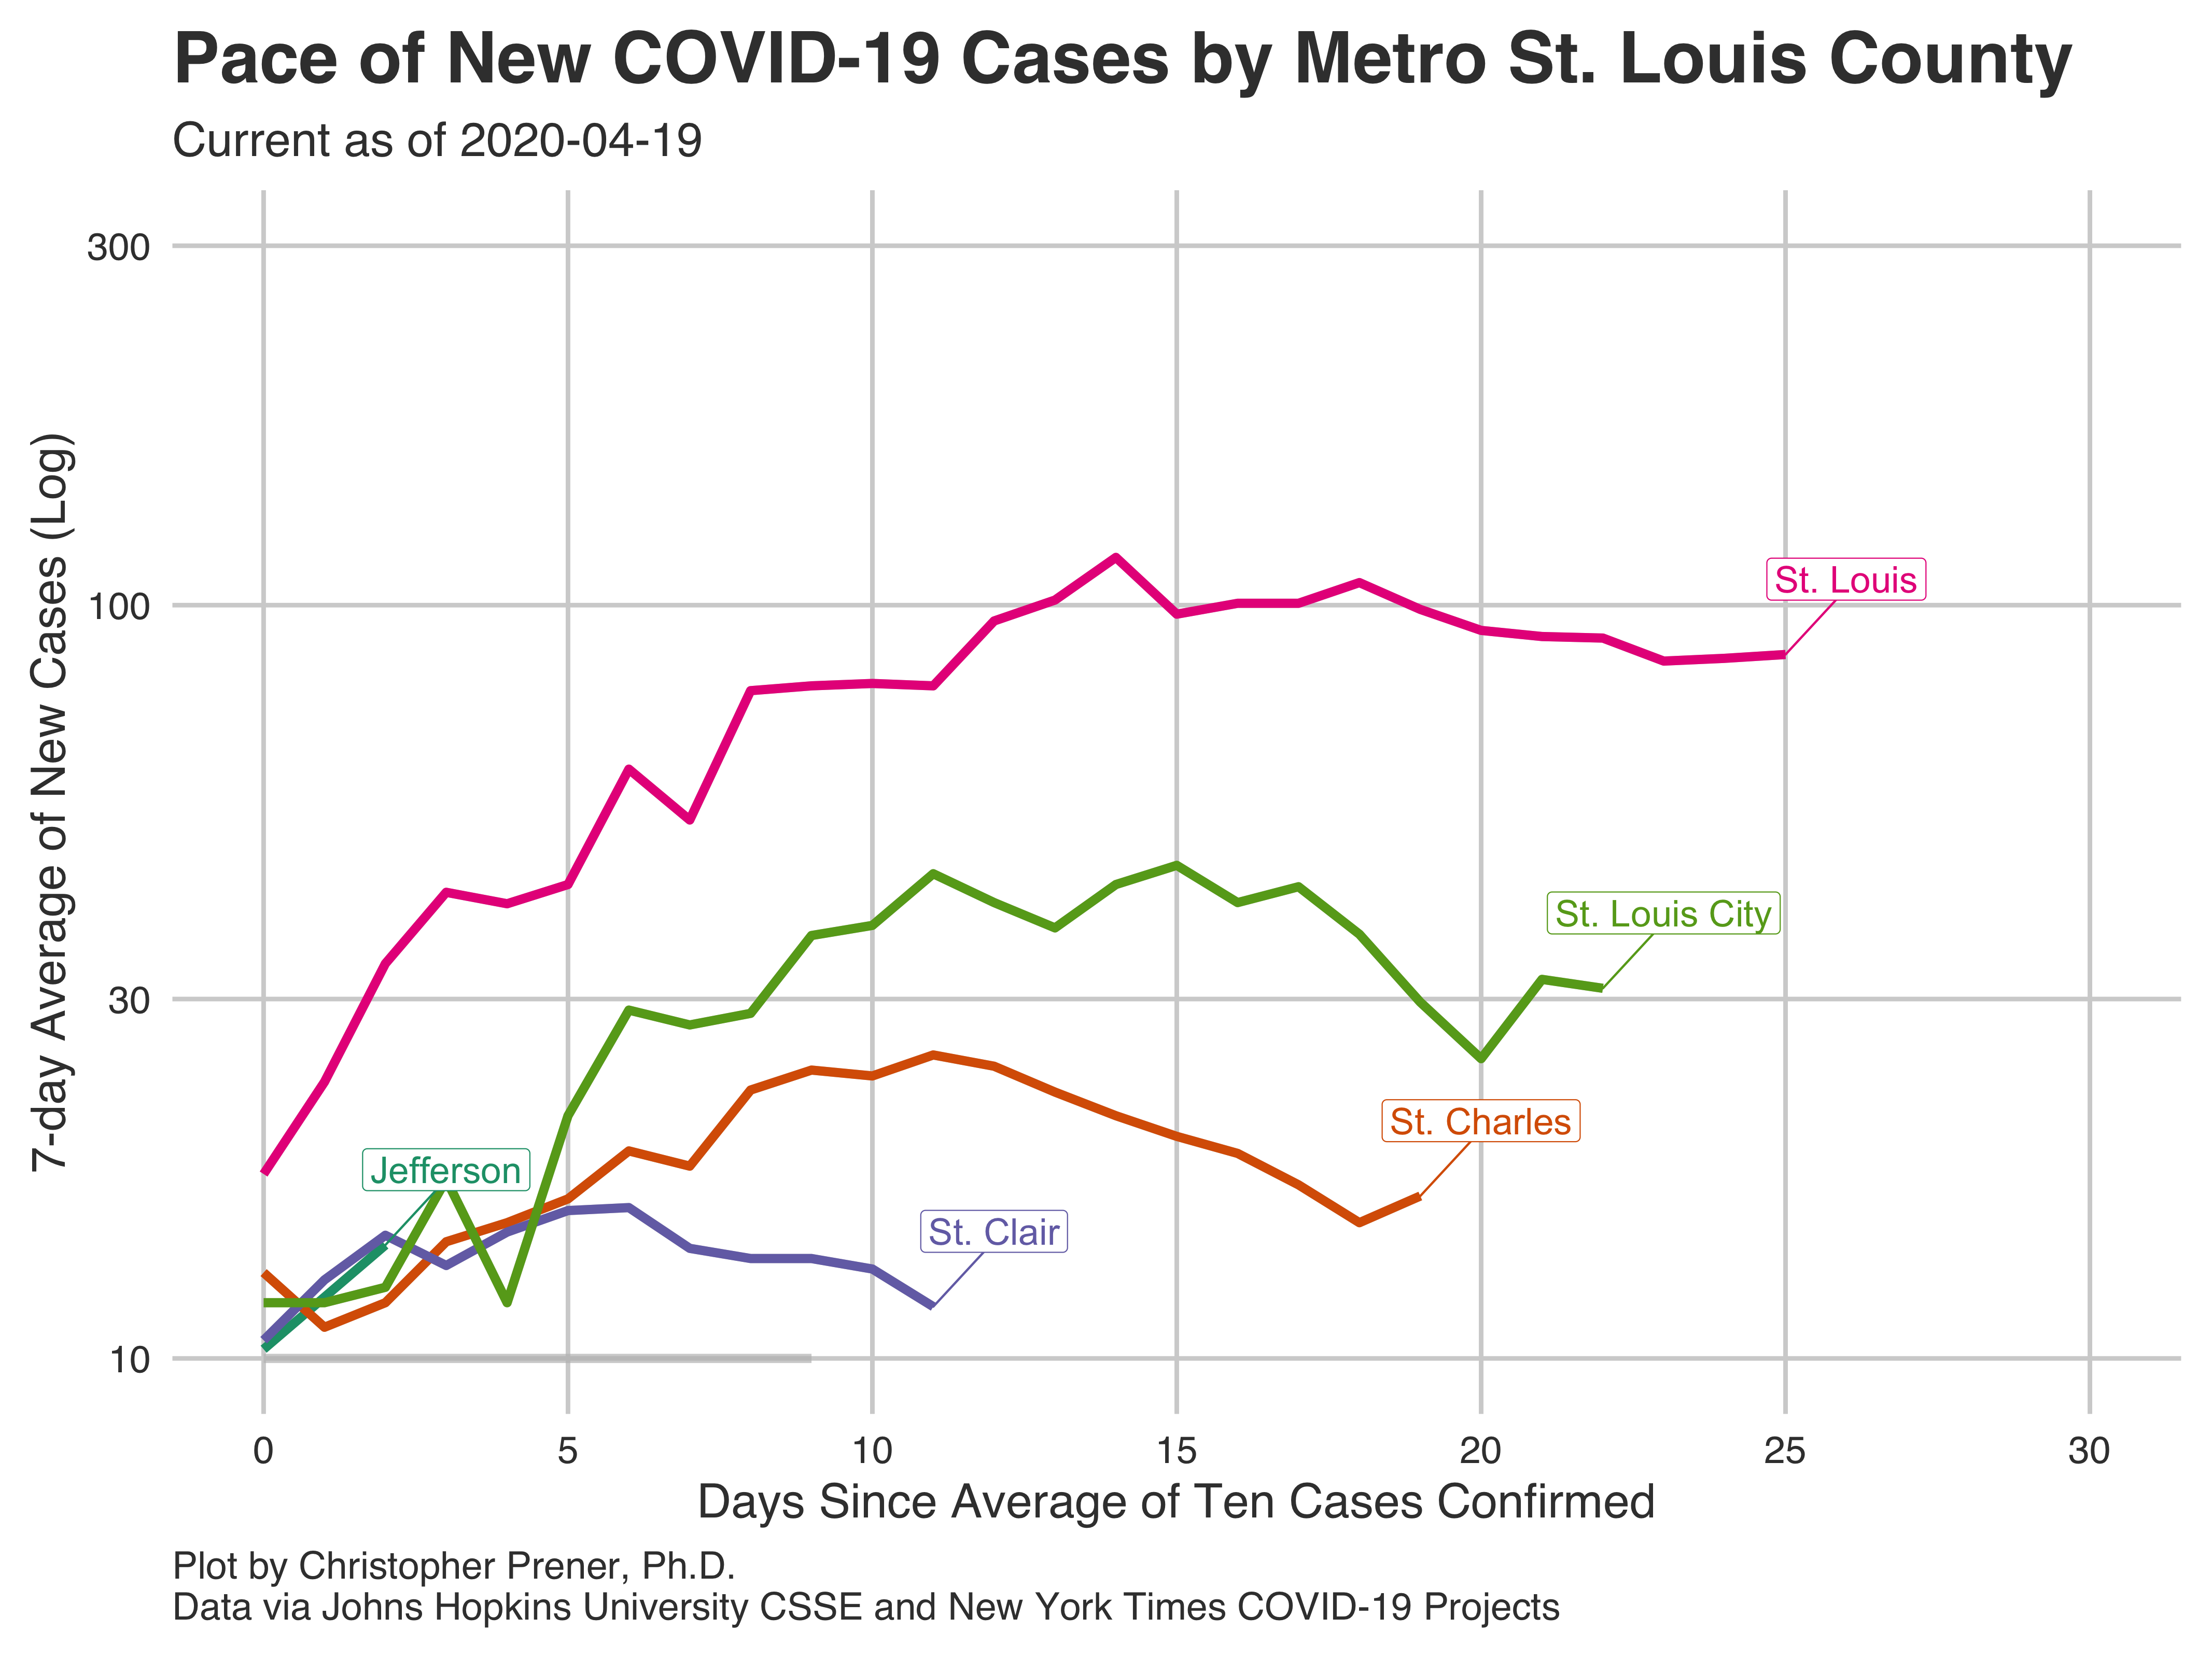 Pace of New COVID-19 Cases by Metro St. Louis County
Current as of 2020-04-19
7-day Average of New Cases (Log)
300
100
30
10
St. Louis
St. Louis City
St. Charles
Jefferson
St. Clair
0 5 10 15 20 25 30
Days Since Average of Ten Cases Confirmed
Plot by Christopher Prener, Ph.D.
Data via Johns Hopkins University CSSE and New York Times COVID-19 Projects